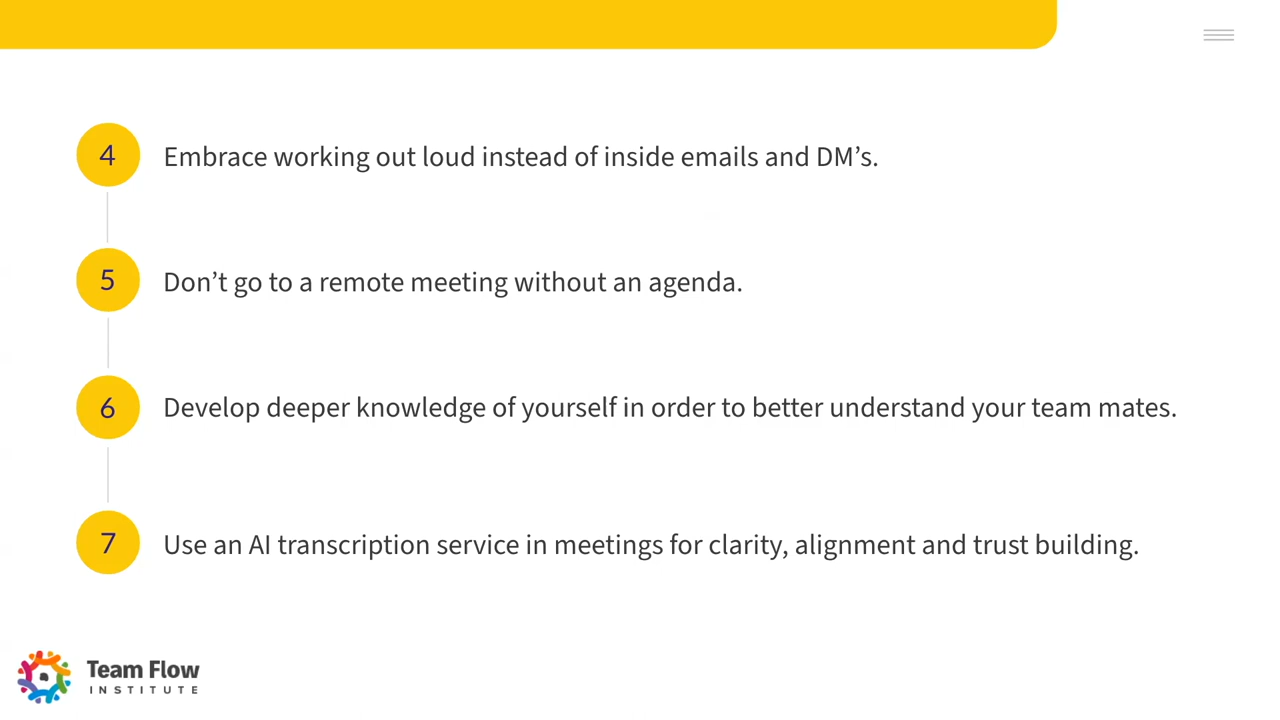 4
Embrace working out loud instead of inside emails and DM’s.
5
Don’t go to a remote meeting without an agenda.
6
Develop deeper knowledge of yourself in order to better understand your team mates.
7
Use an AI transcription service in meetings for clarity, alignment and trust building.
Team Flow
INSTITUTE